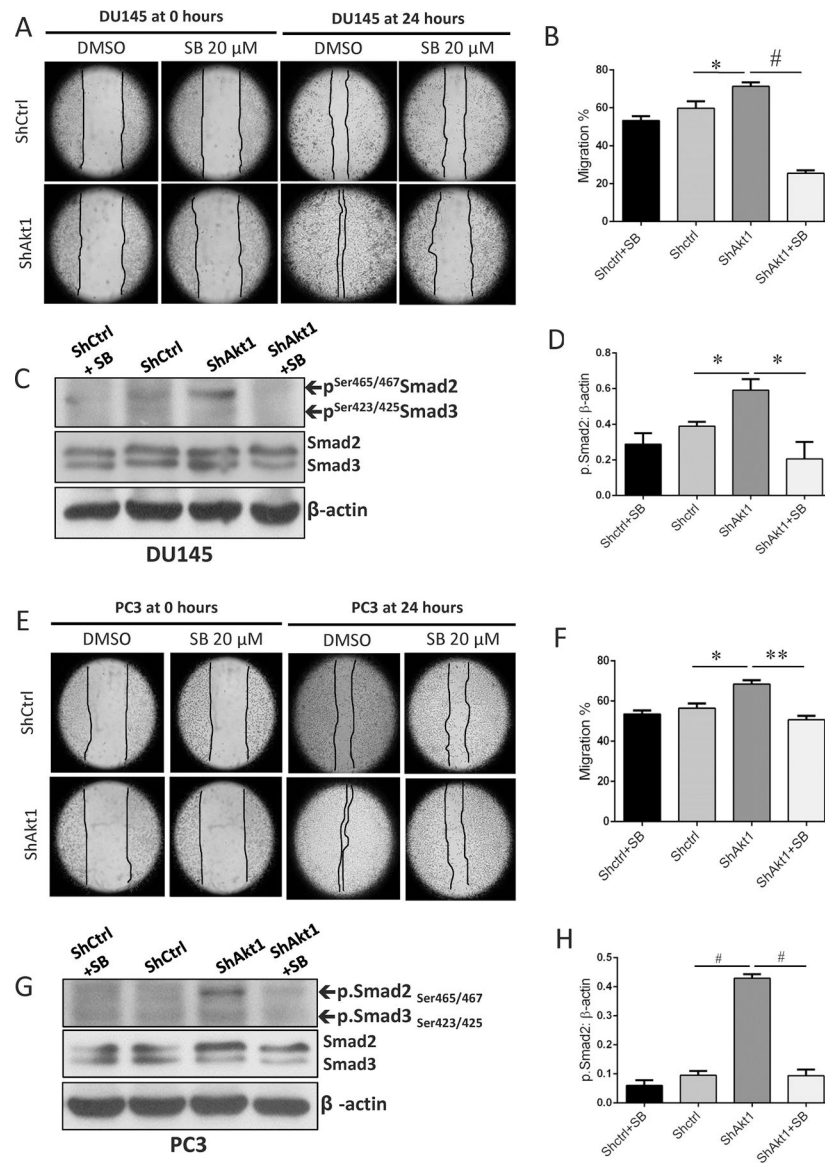 A
DU145 at 0 hours
DU145 at 24 hours
DMSO
SB 20 μM
DMSO
SB 20 μM
ShCtrl
ShAkt1
B
Migration %
80
60
40
20
0
*
#
Shctrl+SB
Shctrl
ShAkt1
ShAkt1+SB
C
ShCtrl + SB
ShCtrl
ShAkt1
ShAkt1 + SB
←pSer465/467Smad2
←pSer423/425Smad3
Smad2
Smad3
β-actin
DU145
D
p.Smad2: β-actin
0.8
0.6
0.4
0.2
0.0
*
*
Shctrl+SB
Shctrl
ShAkt1
ShAkt1+SB
E
PC3 at 0 hours
PC3 at 24 hours
DMSO
SB 20 μM
DMSO
SB 20 μM
ShCtrl
ShAkt1
F
Migration %
80
60
40
20
0
*
**
Shctrl+SB
Shctrl
ShAkt1
ShAkt1+SB
G
ShCtrl +SB
ShCtrl
ShAkt1
ShAkt1 +SB
←p.Smad2 Ser465/467
←p.Smad3 Ser423/425
Smad2
Smad3
β -actin
PC3
H
p.Smad2: β-actin
0.5
0.4
0.3
0.2
0.1
0.0
#
#
Shctrl+SB
Shctrl
ShAkt1
ShAkt1+SB